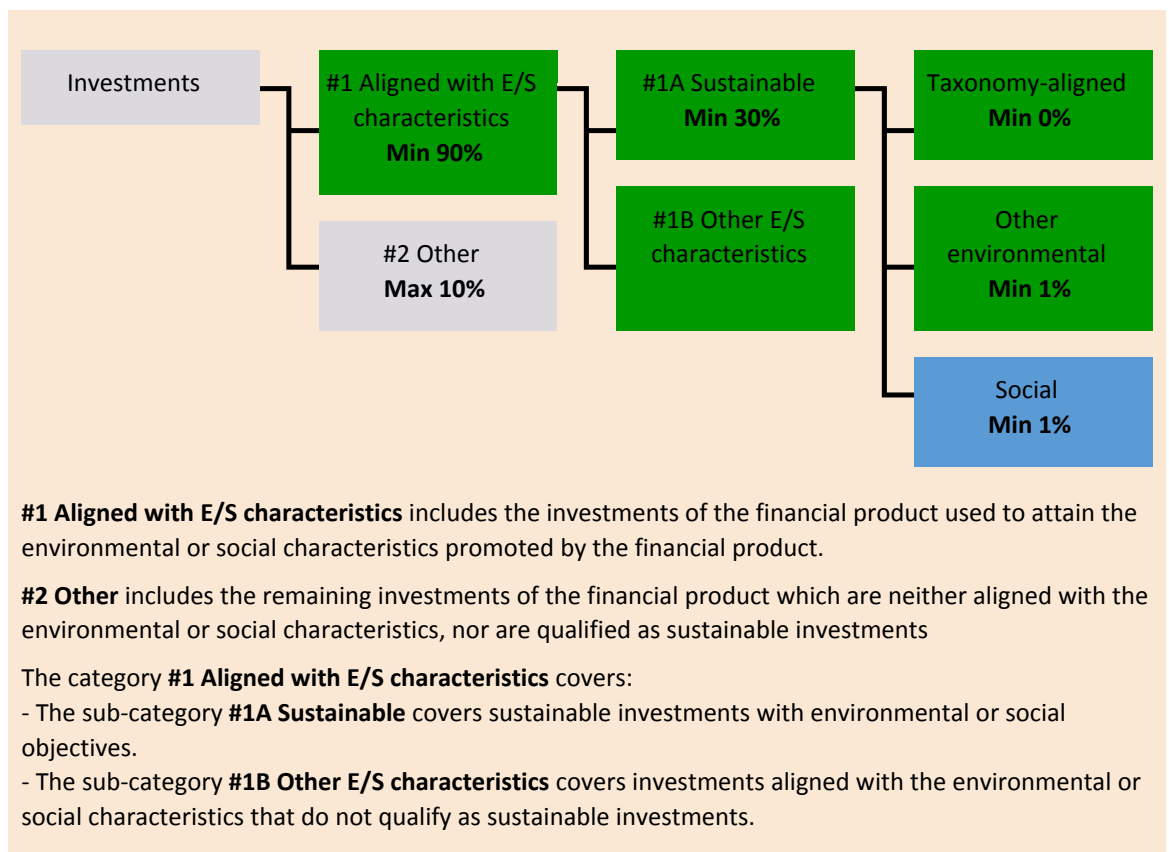 Investments
#1 Aligned with E/S
characteristics
Min 90%
#2 Other
Max 10%
#1A Sustainable
Min 30%
#1B Other E/S
characteristics
Taxonomy-aligned
Min 0%
Other
environmental
Min 1%
Social
Min 1%
#1 Aligned with E/S characteristics includes the investments of the financial product used to attain the
environmental or social characteristics promoted by the financial product.
#2 Other includes the remaining investments of the financial product which are neither aligned with the
environmental or social characteristics, nor are qualified as sustainable investments
The category #1 Aligned with E/S characteristics covers:
- The sub-category #1A Sustainable covers sustainable investments with environmental or social
objectives.
- The sub-category #1B Other E/S characteristics covers investments aligned with the environmental or
social characteristics that do not qualify as sustainable investments.